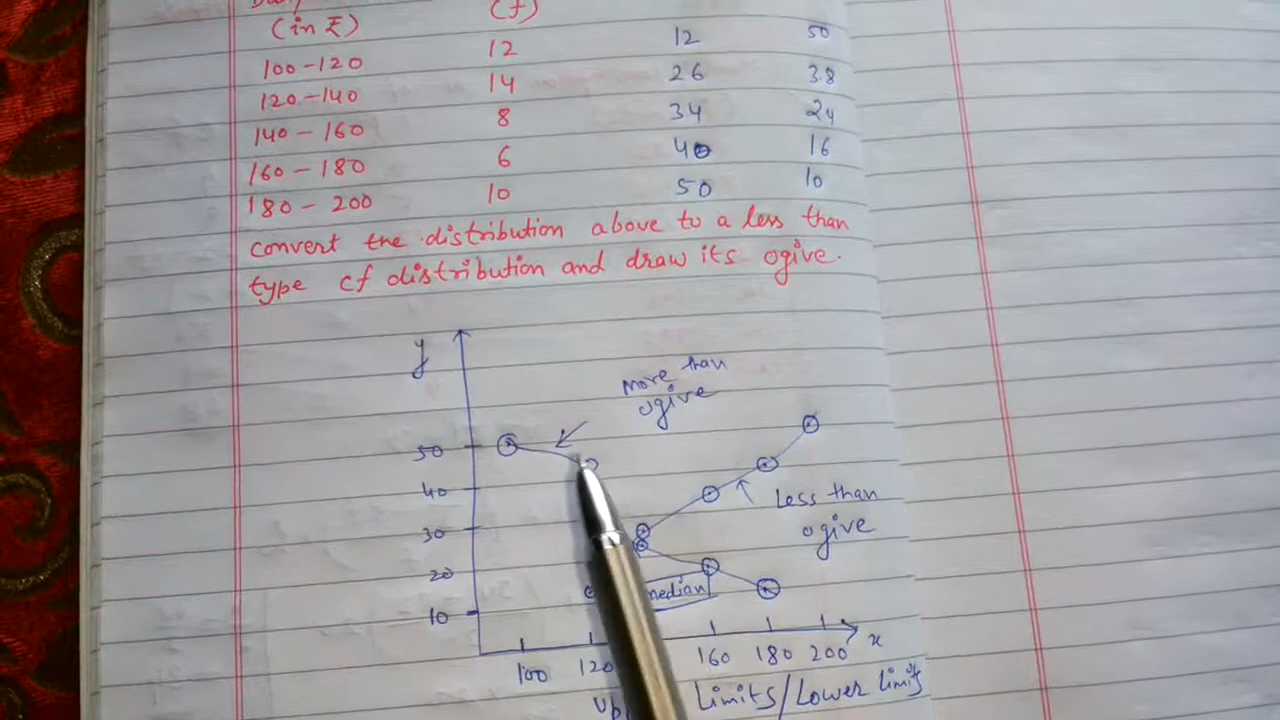 (in ₹) (f)
100-120 12 12 50
120-140 14 26 38
140-160 8 34 24
160-180 6 40 16
180-200 10 50 10
convert the distribution above to a less than
type cf distribution and draw its ogive.
y
more than
ogive
50
40
30
20
10
Less than
ogive
median
100 120 160 180 200 x
Limits/Lower limits